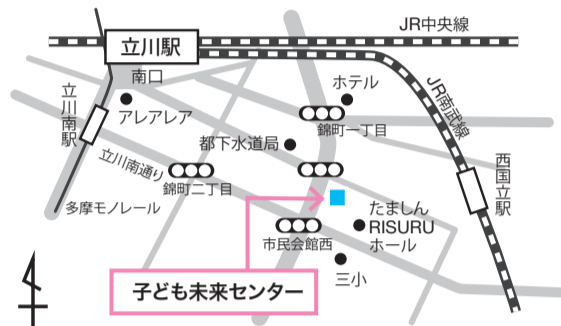 JR中央線
立川駅
南口
ホテル
JR南武線
アレアレア
錦町一丁目
立川南駅
都下水道局
立川南通り
西国立駅
錦町二丁目
多摩モノレール
たましん
RISURU
ホール
市民会館西
三小
子ども未来センター